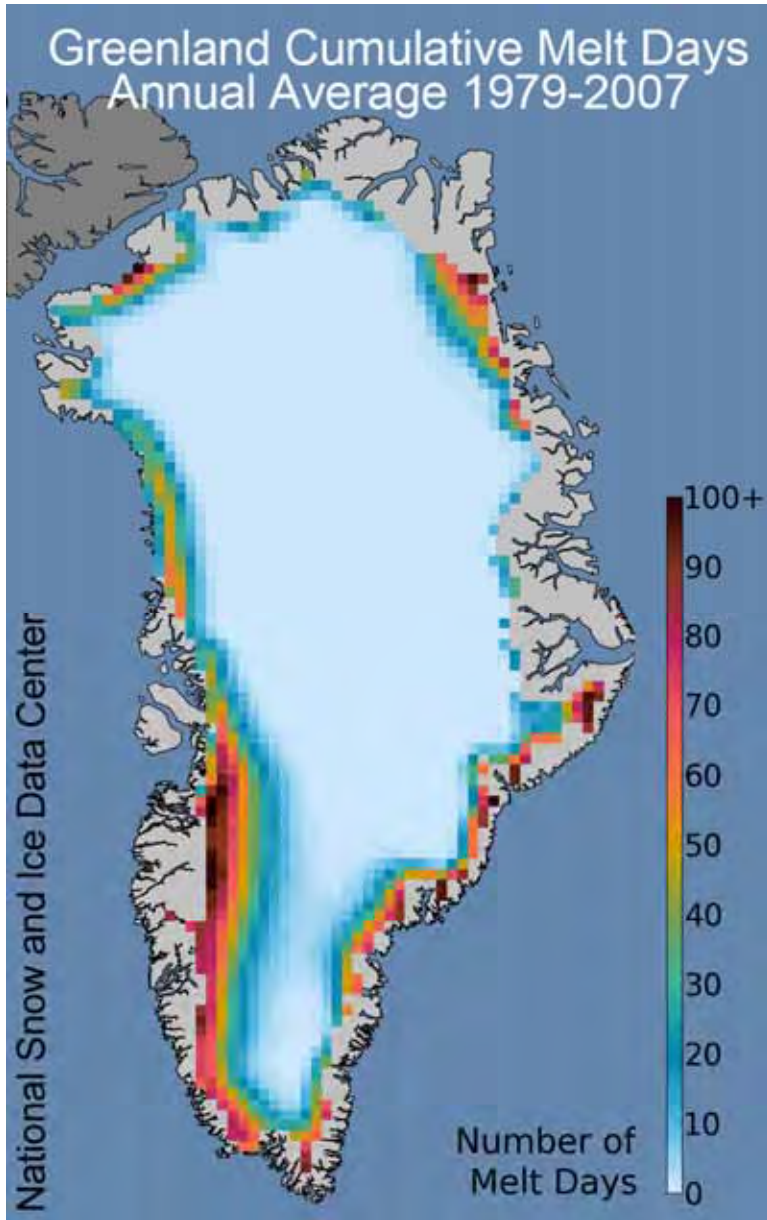 Greenland Cumulative Melt Days
Annual Average 1979-2007
100+
90
80
70
60
50
40
30
20
10
0
Number of
Melt Days
National Snow and Ice Data Center